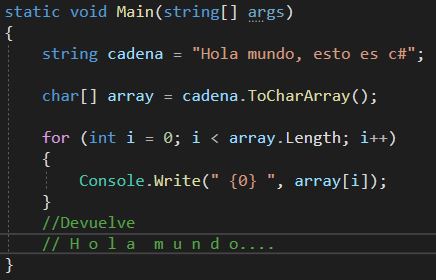 static void Main(string[] args)
{
string cadena = "Hola mundo, esto es c#";
char[] array = cadena.ToCharArray();
for (int i = 0; i < array.Length; i++)
{
Console.Write(" {0} ", array[i]);
}
//Devuelve
// H o l a  m u n d o....
}